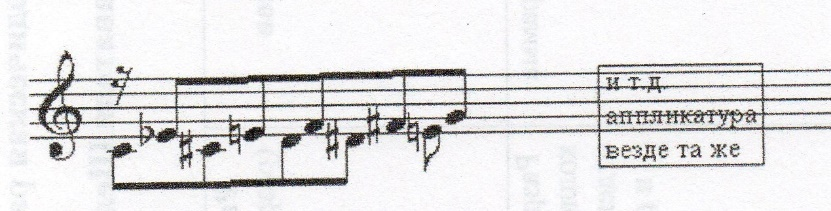 и т.д.
аппликатура
везде та же